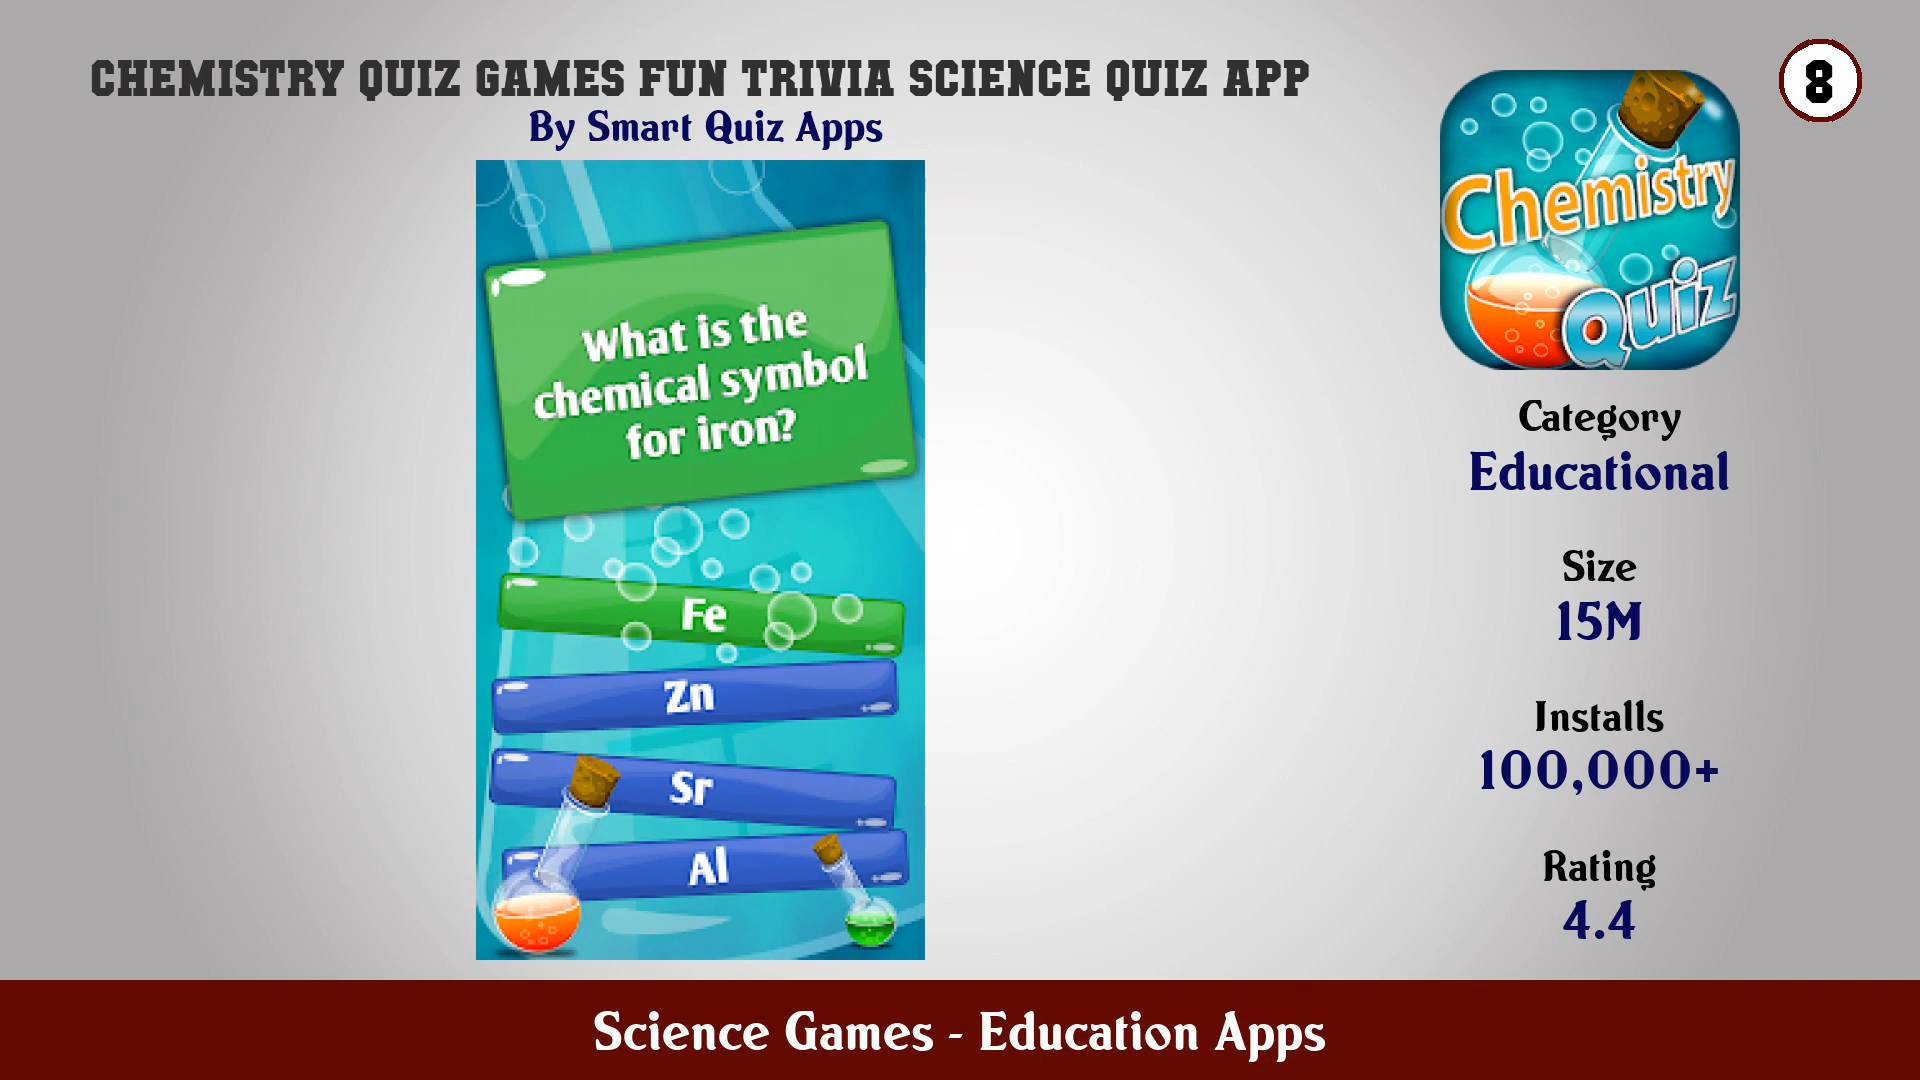 CHEMISTRY QUIZ GAMES FUN TRIVIA SCIENCE QUIZ APP
By Smart Quiz Apps
8
What is the
chemical symbol
for iron?
Fe
Zn
Sr
Al
Chemistry
Quiz
Category
Educational
Size
15M
Installs
100,000+
Rating
4.4
Science Games - Education Apps